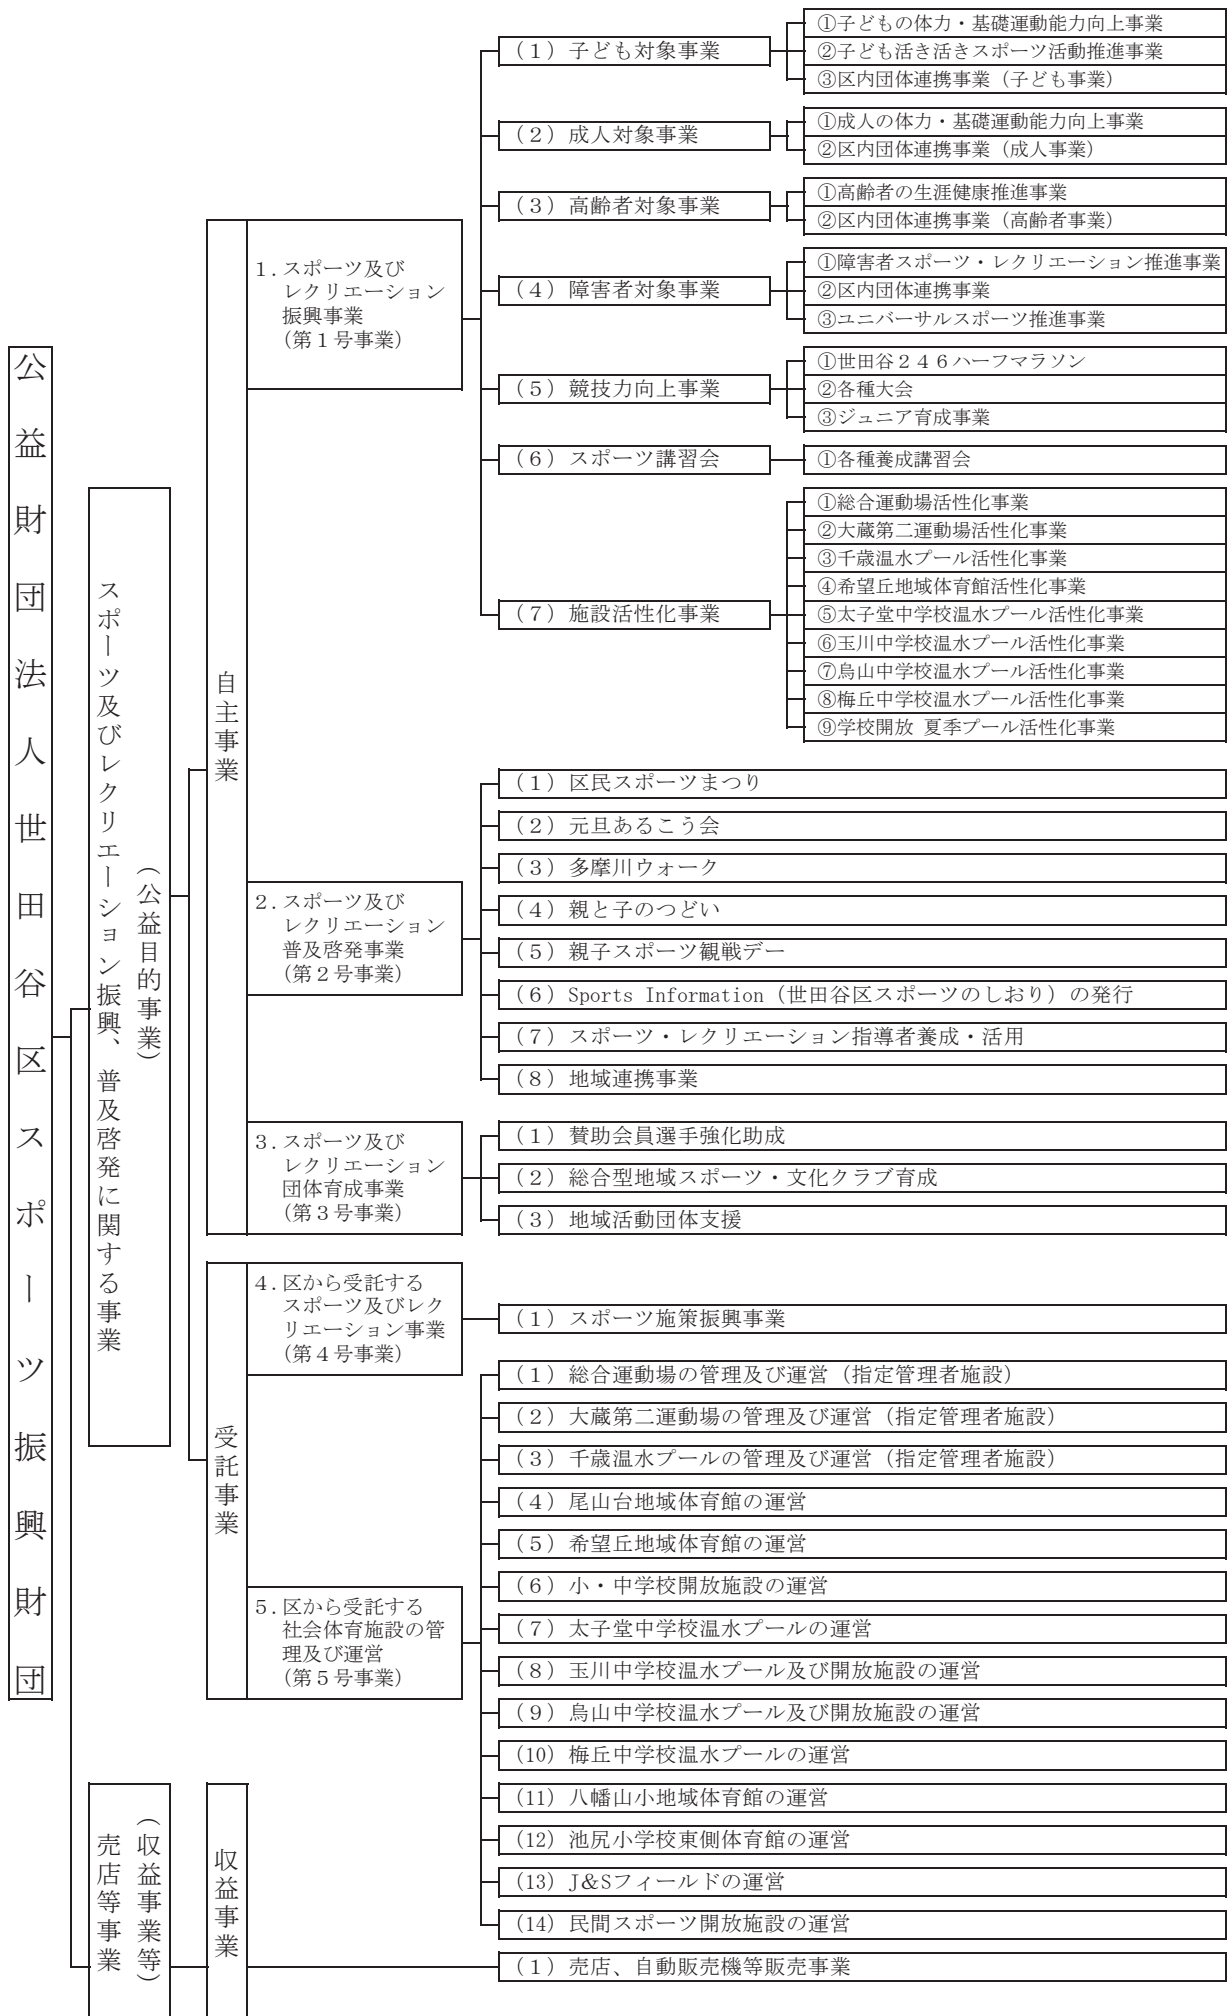 公益財団法人世田谷区スポーツ振興財団
スポーツ及びレクリエーション振興、普及啓発に関する事業
(公益目的事業)
自主事業
1.スポーツ及び
レクリエーション
振興事業
(第1号事業)
(1)子ども対象事業
①子どもの体力・基礎運動能力向上事業
②子ども活き活きスポーツ活動推進事業
③区内団体連携事業(子ども事業)
(2)成人対象事業
①成人の体力・基礎運動能力向上事業
②区内団体連携事業(成人事業)
(3)高齢者対象事業
①高齢者の生涯健康推進事業
②区内団体連携事業(高齢者事業)
(4)障害者対象事業
①障害者スポーツ・レクリエーション推進事業
②区内団体連携事業
③ユニバーサルスポーツ推進事業
(5)競技力向上事業
①世田谷246ハーフマラソン
②各種大会
③ジュニア育成事業
(6)スポーツ講習会
①各種養成講習会
(7)施設活性化事業
①総合運動場活性化事業
②大蔵第二運動場活性化事業
③千歳温水プール活性化事業
④希望丘地域体育館活性化事業
⑤太子堂中学校温水プール活性化事業
⑥玉川中学校温水プール活性化事業
⑦烏山中学校温水プール活性化事業
⑧梅丘中学校温水プール活性化事業
⑨学校開放 夏季プール活性化事業
2.スポーツ及び
レクリエーション
普及啓発事業
(第2号事業)
(1)区民スポーツまつり
(2)元旦あるこう会
(3)多摩川ウォーク
(4)親と子のつどい
(5)親子スポーツ観戦デー
(6)Sports Information(世田谷区スポーツのしおり)の発行
(7)スポーツ・レクリエーション指導者養成・活用
(8)地域連携事業
3.スポーツ及び
レクリエーション
団体育成事業
(第3号事業)
(1)賛助会員選手強化助成
(2)総合型地域スポーツ・文化クラブ育成
(3)地域活動団体支援
受託事業
4.区から受託する
スポーツ及びレク
リエーション事業
(第4号事業)
(1)スポーツ施策振興事業
5.区から受託する
社会体育施設の管
理及び運営
(第5号事業)
(1)総合運動場の管理及び運営(指定管理者施設)
(2)大蔵第二運動場の管理及び運営(指定管理者施設)
(3)千歳温水プールの管理及び運営(指定管理者施設)
(4)尾山台地域体育館の運営
(5)希望丘地域体育館の運営
(6)小・中学校開放施設の運営
(7)太子堂中学校温水プールの運営
(8)玉川中学校温水プール及び開放施設の運営
(9)烏山中学校温水プール及び開放施設の運営
(10)梅丘中学校温水プールの運営
(11)八幡山小地域体育館の運営
(12)池尻小学校東側体育館の運営
(13)J&Sフィールドの運営
(14)民間スポーツ開放施設の運営
売店等事業
(収益事業等)
収益事業
(1)売店、自動販売機等販売事業